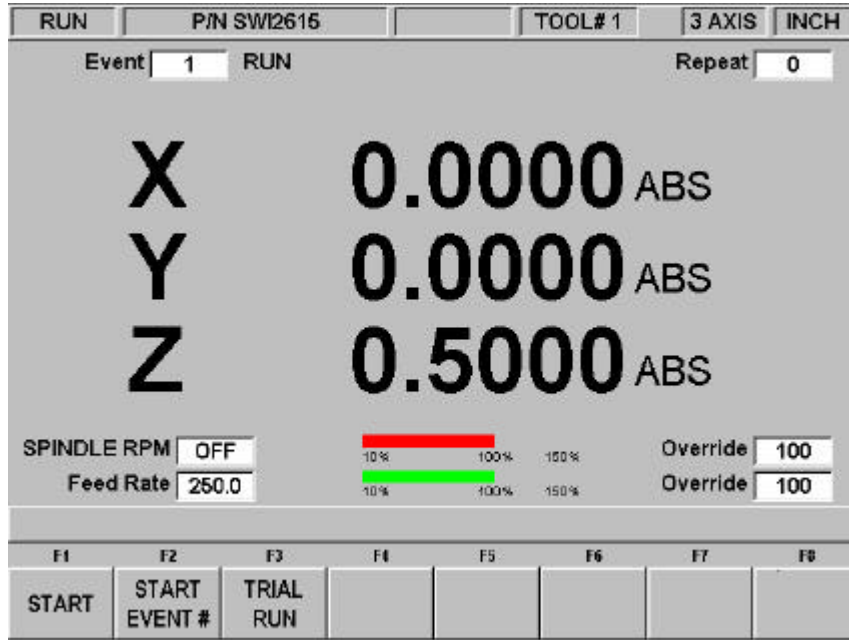 RUN P/N SWI2615 TOOL# 1 3 AXIS INCH
Event 1 RUN Repeat 0
X 0.0000 ABS
Y 0.0000 ABS
Z 0.5000 ABS
SPINDLE RPM OFF Override 100
10% 100% 150%
Feed Rate 250.0 Override 100
10% 100% 150%
F1 F2 F3 F4 F5 F6 F7 F8
START START TRIAL
EVENT # RUN